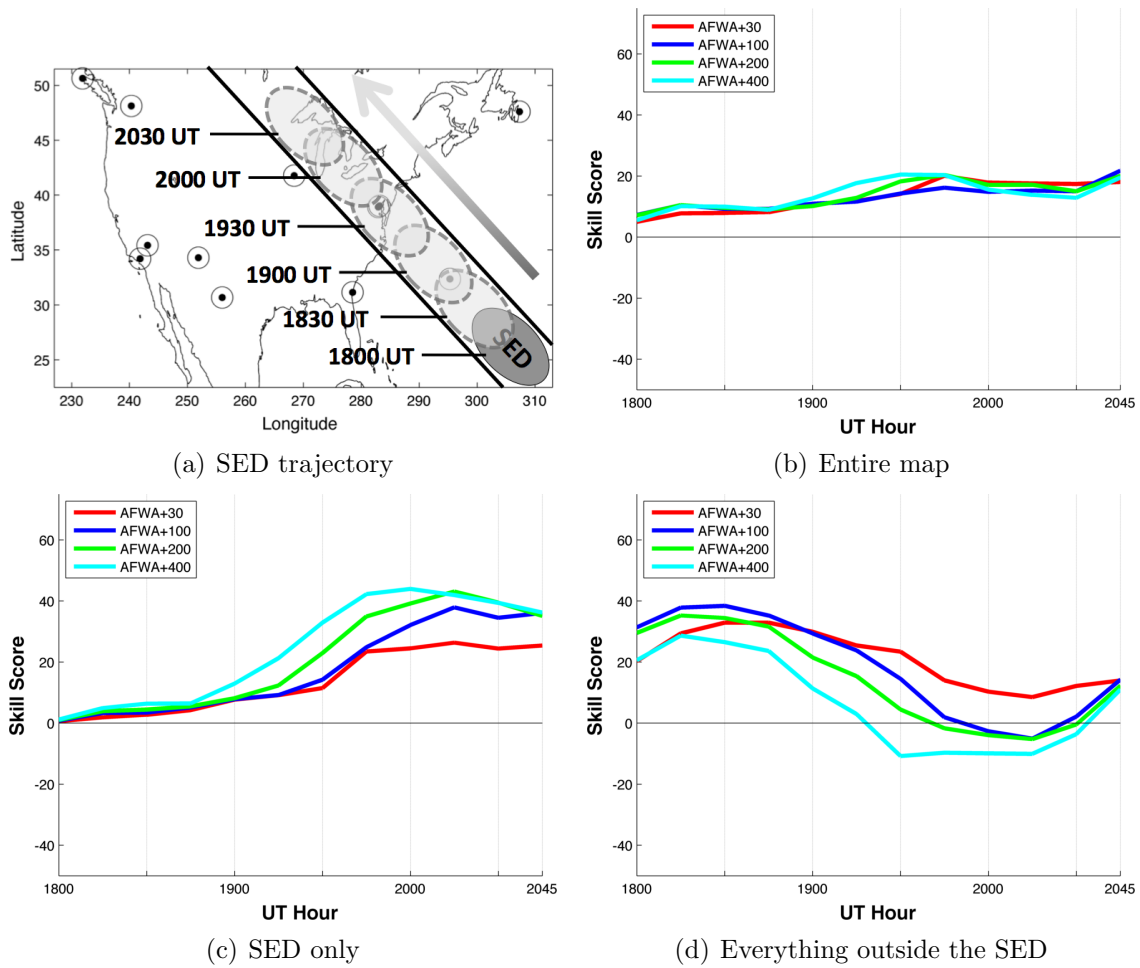 50
45
40
35
30
25
Latitude
2030 UT
2000 UT
1930 UT
1900 UT
1830 UT
1800 UT
SED
230 240 250 260 270 280 290 300 310
Longitude
(a) SED trajectory
AFWA+30
AFWA+100
AFWA+200
AFWA+400
60
40
20
0
-20
-40
Skill Score
1800 1900 2000 2045
UT Hour
(b) Entire map
AFWA+30
AFWA+100
AFWA+200
AFWA+400
60
40
20
0
-20
-40
Skill Score
1800 1900 2000 2045
UT Hour
(c) SED only
AFWA+30
AFWA+100
AFWA+200
AFWA+400
60
40
20
0
-20
-40
Skill Score
1800 1900 2000 2045
UT Hour
(d) Everything outside the SED